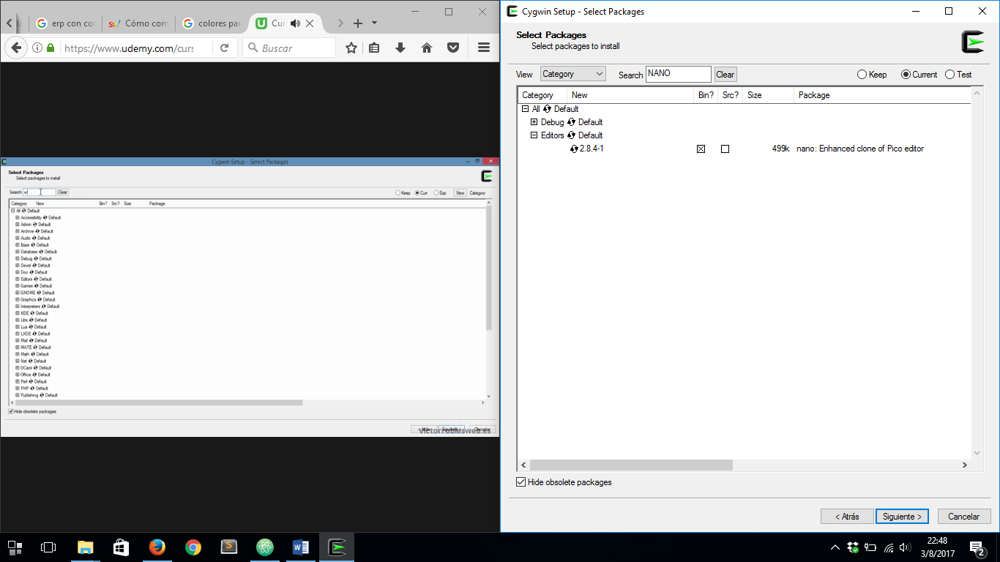 erp con con
Cómo com
colores par
Cur
https://www.udemy.com/curs
Buscar
Cygwin Setup - Select Packages
Select Packages
Select packages to install
Search w
Clear
Keep
Curr
Exp
View
Category
Category New Bin? Src? Size Package
All Default
Accessibility Default
Admin Default
Archive Default
Audio Default
Base Default
Database Default
Debug Default
Devel Default
Doc Default
Editors Default
Games Default
GNOME Default
Graphics Default
Interpreters Default
KDE Default
Libs Default
Lua Default
LXDE Default
Mail Default
MATE Default
Math Default
Net Default
OCaml Default
Office Default
Perl Default
PHP Default
Publishing Default
Hide obsolete packages
victorroblesweb.es
Cygwin Setup - Select Packages
Select Packages
Select packages to install
View Category Search NANO Clear Keep Current Test
Category New Bin? Src? Size Package
All Default
Debug Default
Editors Default
2.8.4-1 499k nano: Enhanced clone of Pico editor
Hide obsolete packages
< Atrás Siguiente > Cancelar
22:48
3/8/2017
2